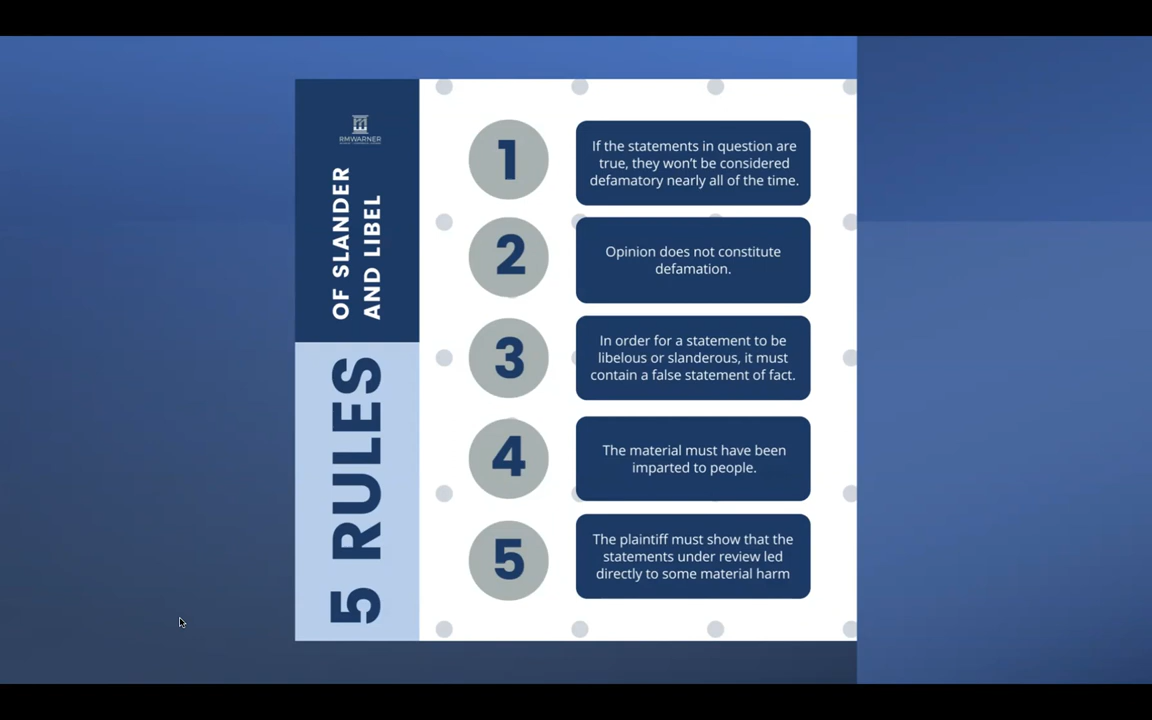 RMWARNER
5 RULES
OF SLANDER
AND LIBEL
1
If the statements in question are
true, they won't be considered
defamatory nearly all of the time.
2
Opinion does not constitute
defamation.
3
In order for a statement to be
libelous or slanderous, it must
contain a false statement of fact.
4
The material must have been
imparted to people.
5
The plaintiff must show that the
statements under review led
directly to some material harm